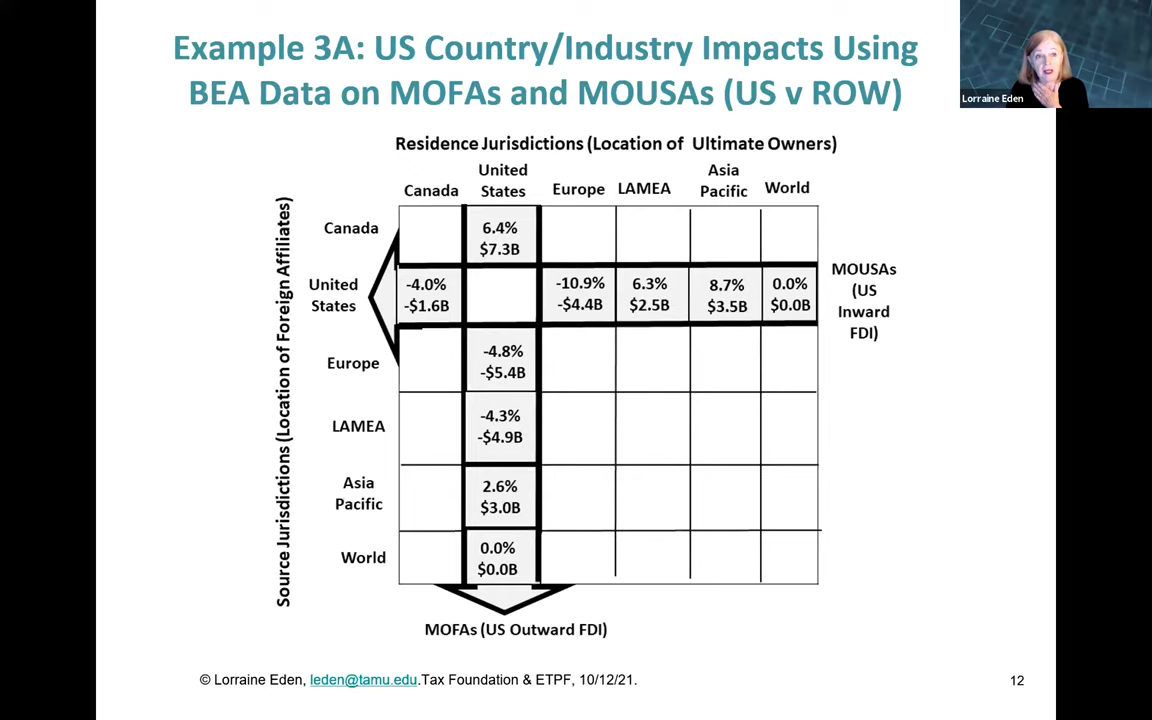 Example 3A: US Country/Industry Impacts Using
BEA Data on MOFAs and MOUSAs (US v ROW)
Lorraine Eden
Residence Jurisdictions (Location of Ultimate Owners)
Canada
United
States
Europe
LAMEA
Asia
Pacific
World
Source Jurisdictions (Location of Foreign Affiliates)
Canada
6.4%
$7.3B
United
States
-4.0%
-$1.6B
-10.9%
-$4.4B
6.3%
$2.5B
8.7%
$3.5B
0.0%
$0.0B
MOUSAs
(US
Inward
FDI)
Europe
-4.8%
-$5.4B
LAMEA
-4.3%
-$4.9B
Asia
Pacific
2.6%
$3.0B
World
0.0%
$0.0B
MOFAs (US Outward FDI)
© Lorraine Eden, leden@tamu.edu.Tax Foundation & ETPF, 10/12/21.
12